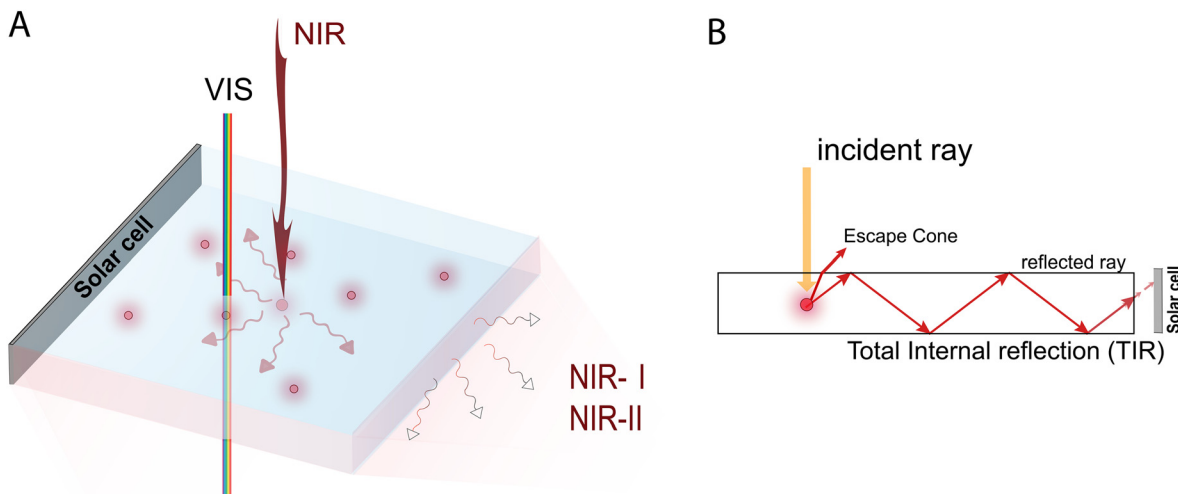 A
NIR
VIS
Solar cell
NIR- I
NIR-II
B
incident ray
Escape Cone
reflected ray
Solar cell
Total Internal reflection (TIR)